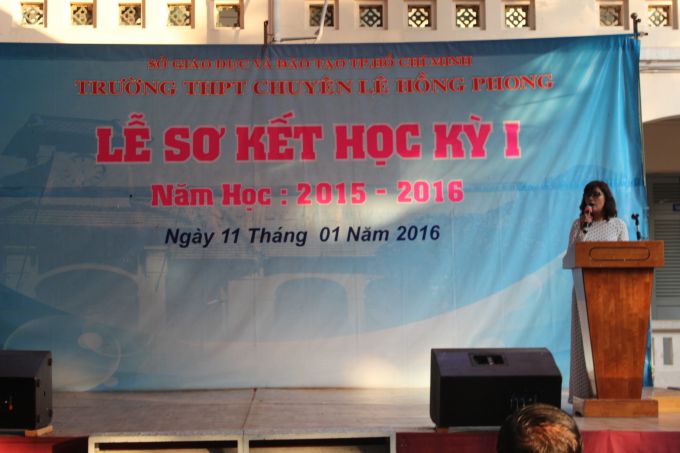 SỞ GIÁO DỤC VÀ ĐÀO TẠO TP.HỒ CHÍ MINH
TRƯỜNG THPT CHUYÊN LÊ HỒNG PHONG
LỄ SƠ KẾT HỌC KỲ I
Năm Học : 2015 - 2016
Ngày 11 Tháng 01 Năm 2016